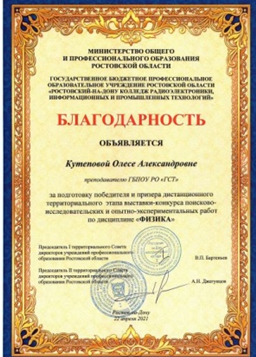 МИНИСТЕРСТВО ОБЩЕГО
И ПРОФЕССИОНАЛЬНОГО ОБРАЗОВАНИЯ
РОСТОВСКОЙ ОБЛАСТИ
ГОСУДАРСТВЕННОЕ БЮДЖЕТНОЕ ПРОФЕССИОНАЛЬНОЕ
ОБРАЗОВАТЕЛЬНОЕ УЧРЕЖДЕНИЕ РОСТОВСКОЙ ОБЛАСТИ
«РОСТОВСКИЙ-НА-ДОНУ КОЛЛЕДЖ РАДИОЭЛЕКТРОНИКИ,
ИНФОРМАЦИОННЫХ И ПРОМЫШЛЕННЫХ ТЕХНОЛОГИЙ»
БЛАГОДАРНОСТЬ
ОБЪЯВЛЯЕТСЯ
Кутеповой Олесе Александровне
преподавателю ГБПОУ РО «ГСТ»
за подготовку победителя и призера дистанционного
территориального этапа выставки-конкурса поисково-
исследовательских и опытно-экспериментальных работ
по дисциплине «ФИЗИКА»
Председатель I территориального Совета
директоров учреждений профессионального
образования Ростовской области
В.П. Бартеньев
Председатель II территориального Совета
директоров учреждений профессионального
образования Ростовской области
А.Н. Джегунцов
Ростов-на-Дону
22 апреля 2021